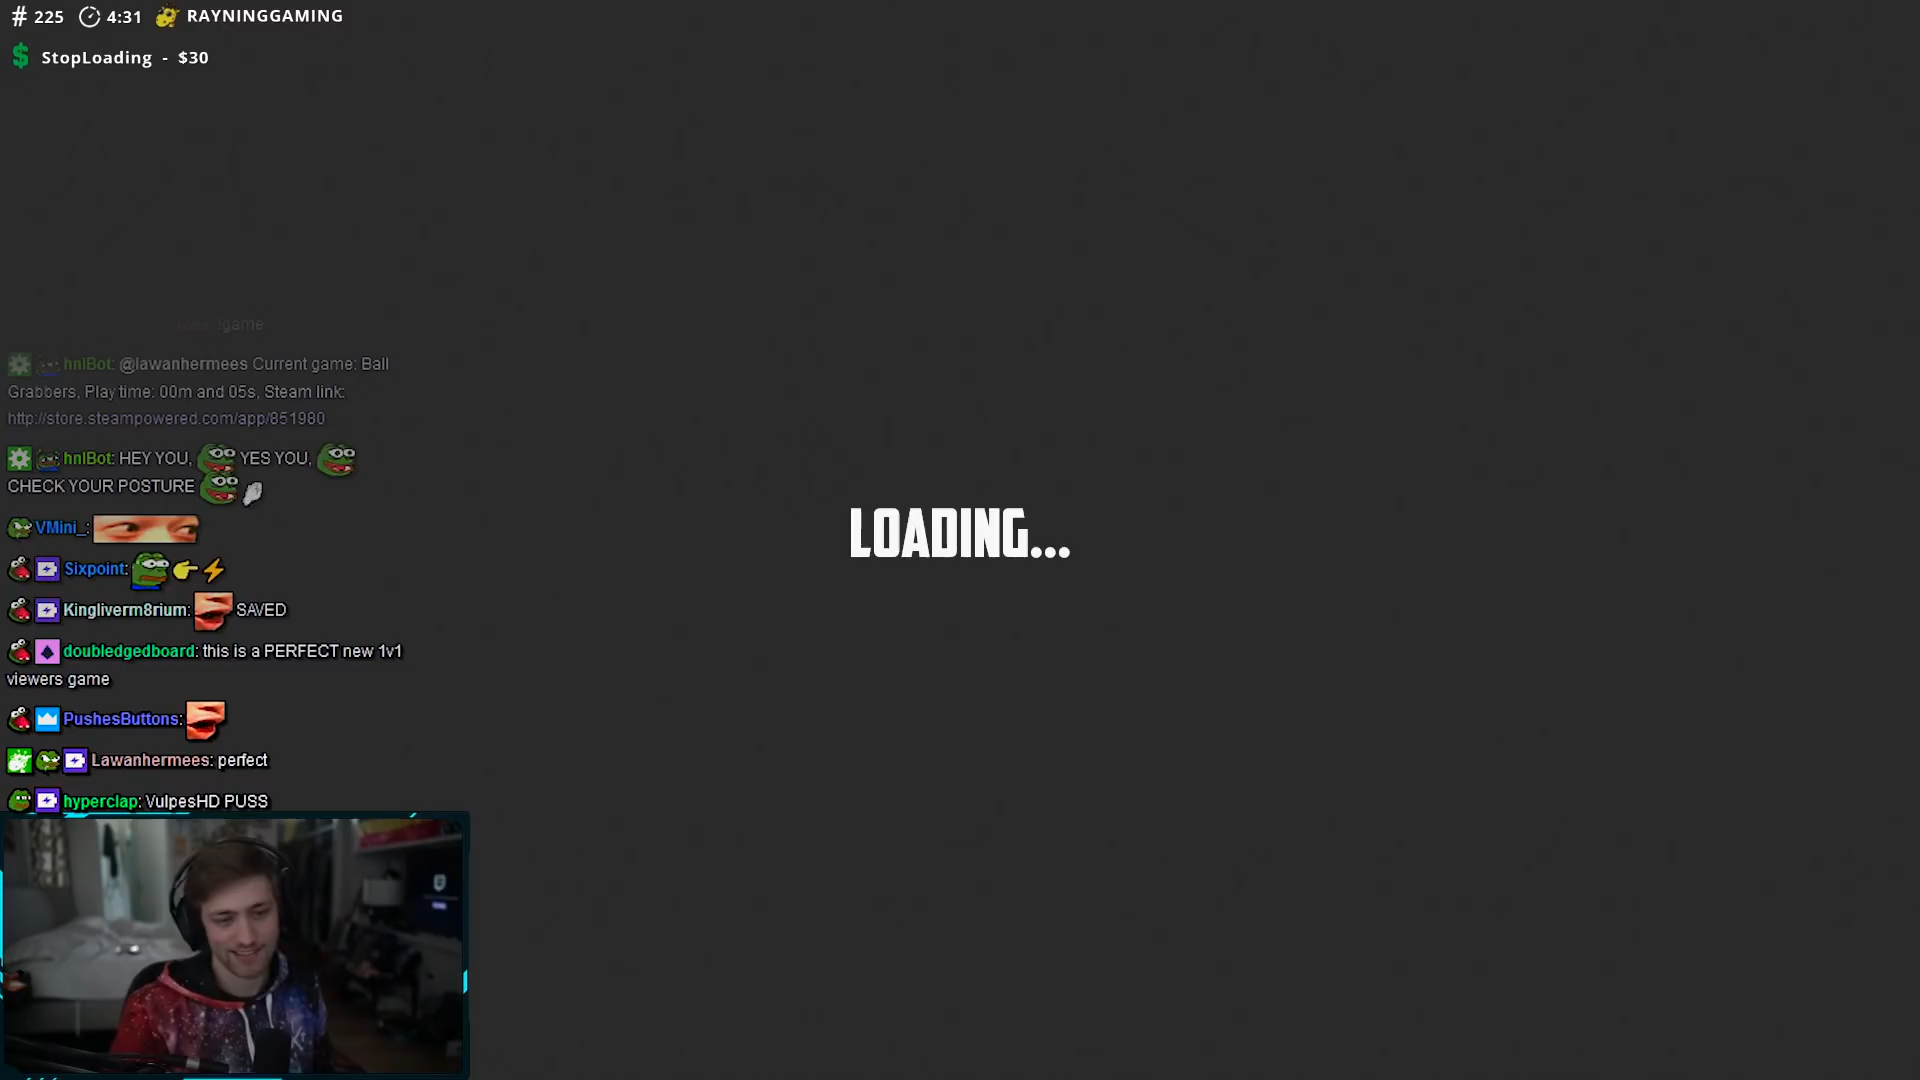 # 225 4:31 RAYNINGGAMING
$ StopLoading - $30
!game
hnlBot: @lawanhermees Current game: Ball
Grabbers, Play time: 00m and 05s, Steam link:
http://store.steampowered.com/app/851980
hnlBot: HEY YOU, YES YOU,
CHECK YOUR POSTURE
VMini_:
Sixpoint:
Kingliverm8rium: SAVED
doubledgedboard: this is a PERFECT new 1v1
viewers game
PushesButtons:
Lawanhermees: perfect
hyperclap: VulpesHD PUSS
LOADING...